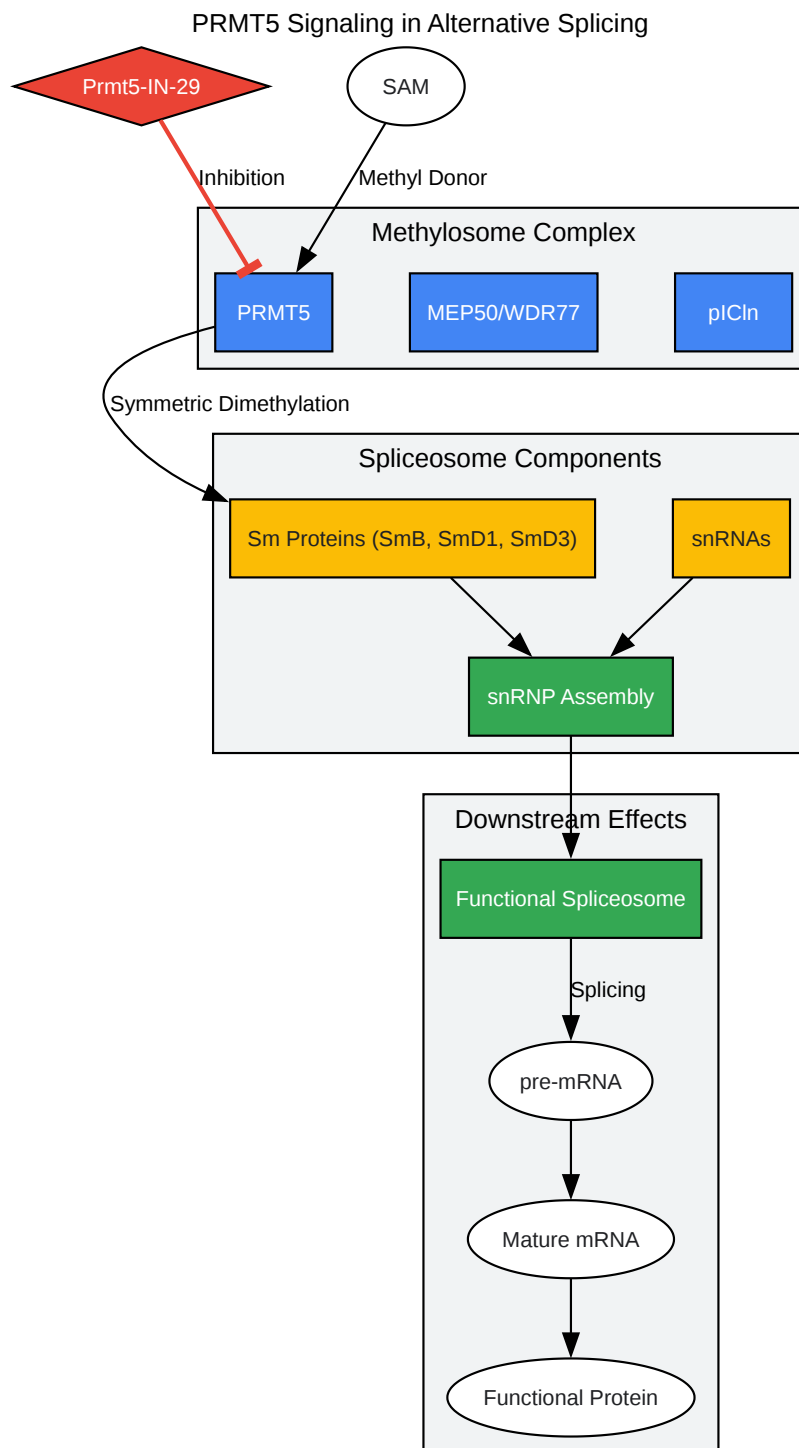 PRMT5 Signaling in Alternative Splicing
Prmt5-IN-29
SAM
Inhibition
Methyl Donor
Methylosome Complex
PRMT5
MEP50/WDR77
pICln
Symmetric Dimethylation
Spliceosome Components
Sm Proteins (SmB, SmD1, SmD3)
snRNAs
snRNP Assembly
Downstream Effects
Functional Spliceosome
Splicing
pre-mRNA
Mature mRNA
Functional Protein